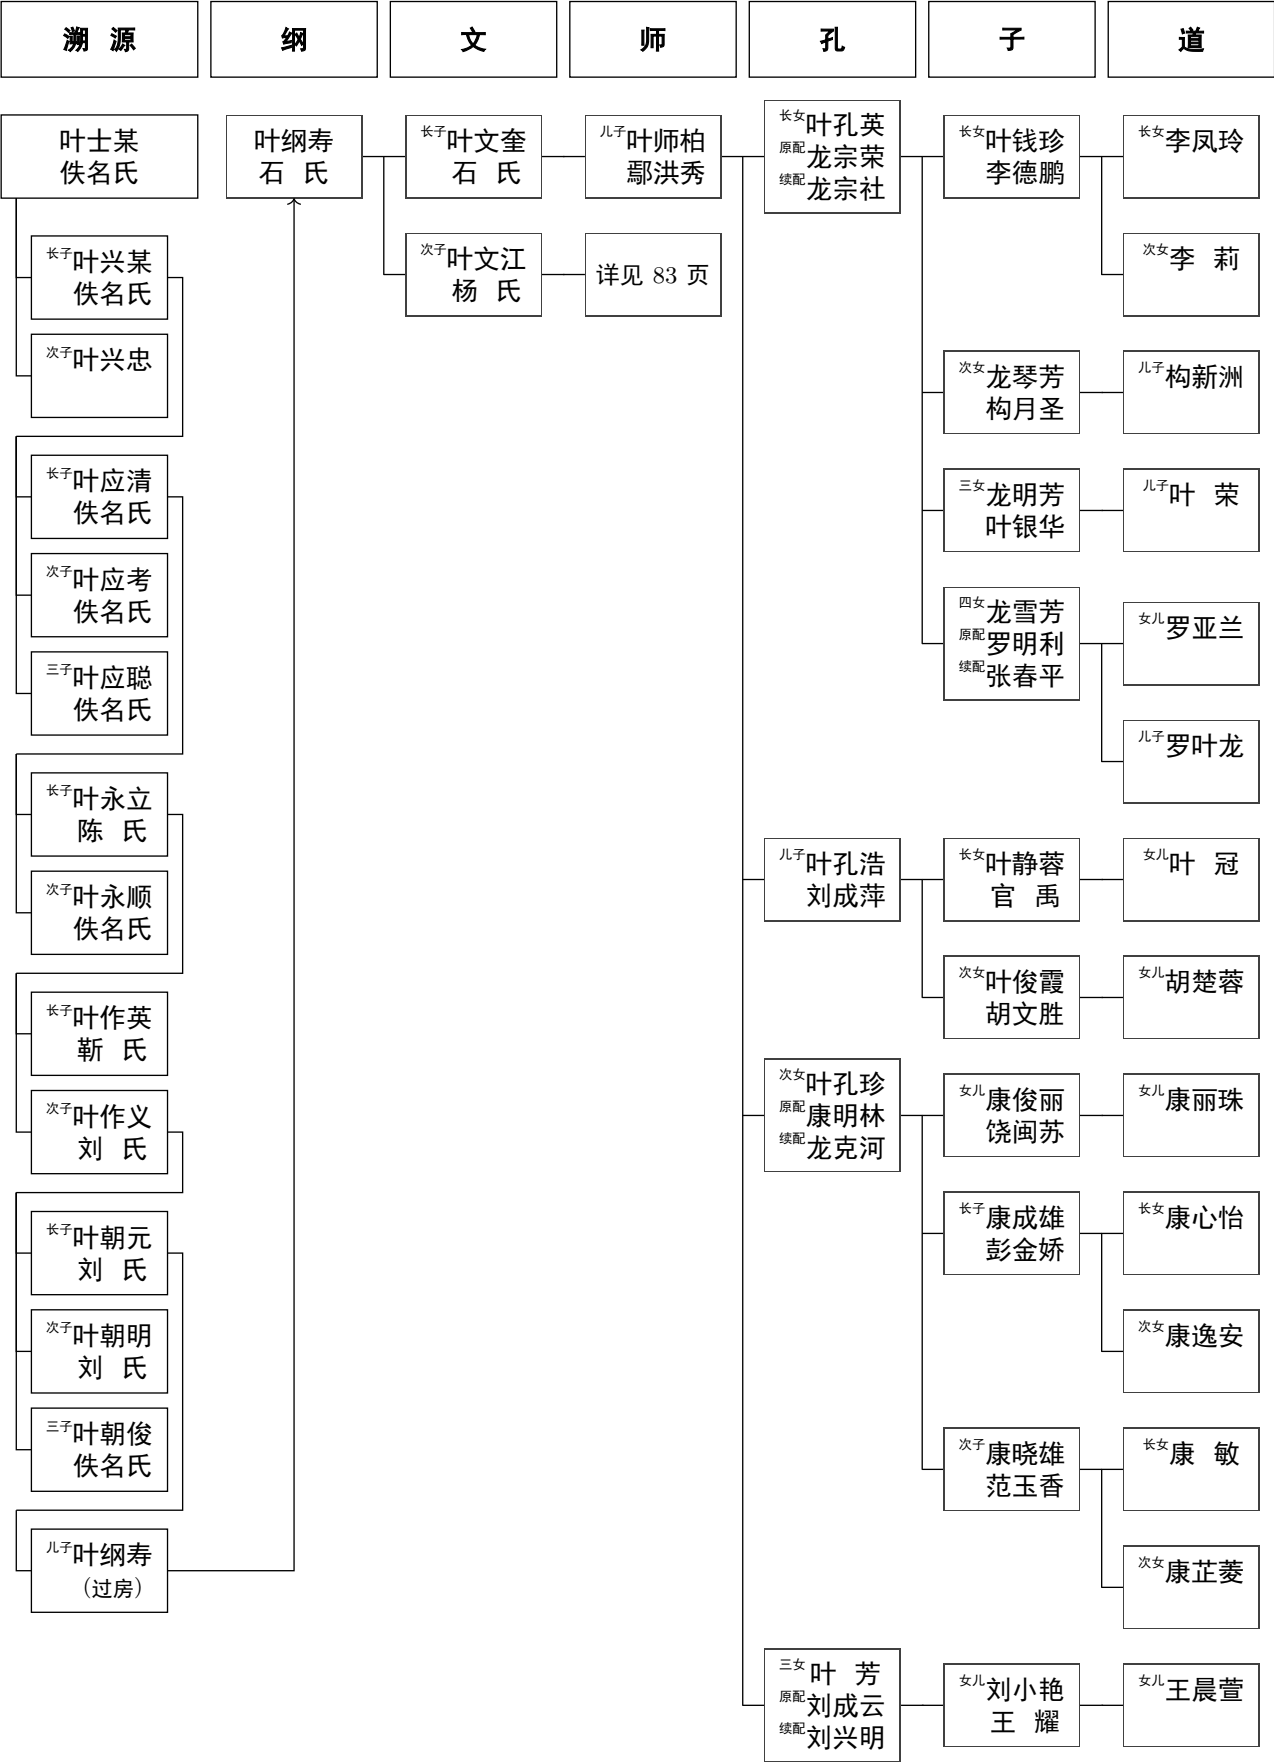 溯 源
纲
文
师
孔
子
道
叶士某
佚名氏
长子叶兴某
佚名氏
次子叶兴忠
长子叶应清
佚名氏
次子叶应考
佚名氏
三子叶应聪
佚名氏
长子叶永立
陈 氏
次子叶永顺
佚名氏
长子叶作英
靳 氏
次子叶作义
刘 氏
长子叶朝元
刘 氏
次子叶朝明
刘 氏
三子叶朝俊
佚名氏
儿子叶纲寿
（过房）
叶纲寿
石 氏
长子叶文奎
石 氏
次子叶文江
杨 氏
儿子叶师柏
鄢洪秀
详见 83 页
长女叶孔英
原配龙宗荣
续配龙宗社
儿子叶孔浩
刘成萍
次女叶孔珍
原配康明林
续配龙克河
三女叶 芳
原配刘成云
续配刘兴明
长女叶钱珍
李德鹏
次女龙琴芳
构月圣
三女龙明芳
叶银华
四女龙雪芳
原配罗明利
续配张春平
长女叶静蓉
官 禹
次女叶俊霞
胡文胜
女儿康俊丽
饶闽苏
长子康成雄
彭金娇
次子康晓雄
范玉香
女儿刘小艳
王 耀
长女李凤玲
次女李 莉
儿子构新洲
儿子叶 荣
女儿罗亚兰
儿子罗叶龙
女儿叶 冠
女儿胡楚蓉
女儿康丽珠
长女康心怡
次女康逸安
长女康 敏
次女康芷菱
女儿王晨萱